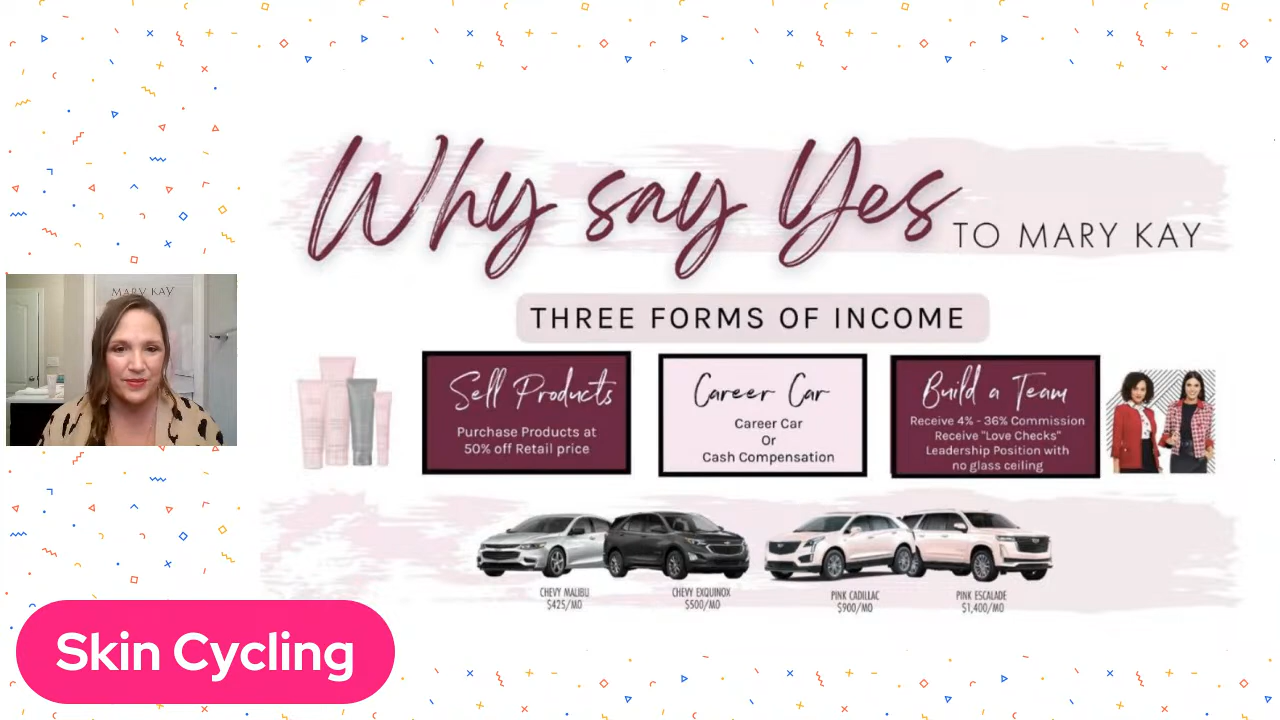 Why say Yes TO MARY KAY
THREE FORMS OF INCOME
Sell Products
Purchase Products at
50% off Retail price
Career Car
Career Car
Or
Cash Compensation
Build a Team
Receive 4% - 36% Commission
Receive "Love Checks"
Leadership Position with
no glass ceiling
MARY KAY
CHEVY MALIBU
$425/MO
CHEVY EXQUINOX
$500/MO
PINK CADILLAC
$900/MO
PINK ESCALADE
$1,400/MO
Skin Cycling